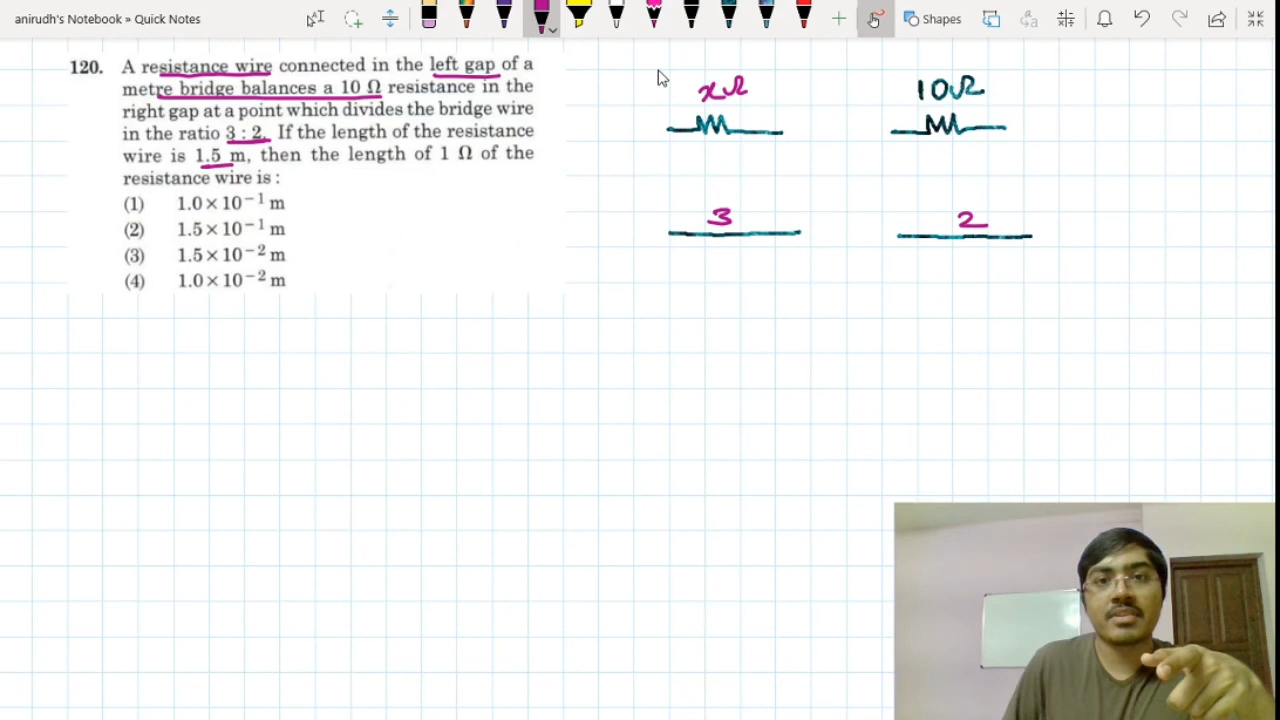 anirudh's Notebook » Quick Notes
Shapes
120. A resistance wire connected in the left gap of a
metre bridge balances a 10 Ω resistance in the
right gap at a point which divides the bridge wire
in the ratio 3 : 2. If the length of the resistance
wire is 1.5 m, then the length of 1 Ω of the
resistance wire is :
(1) 1.0 × 10⁻¹ m
(2) 1.5 × 10⁻¹ m
(3) 1.5 × 10⁻² m
(4) 1.0 × 10⁻² m
xΩ 10Ω
3 2